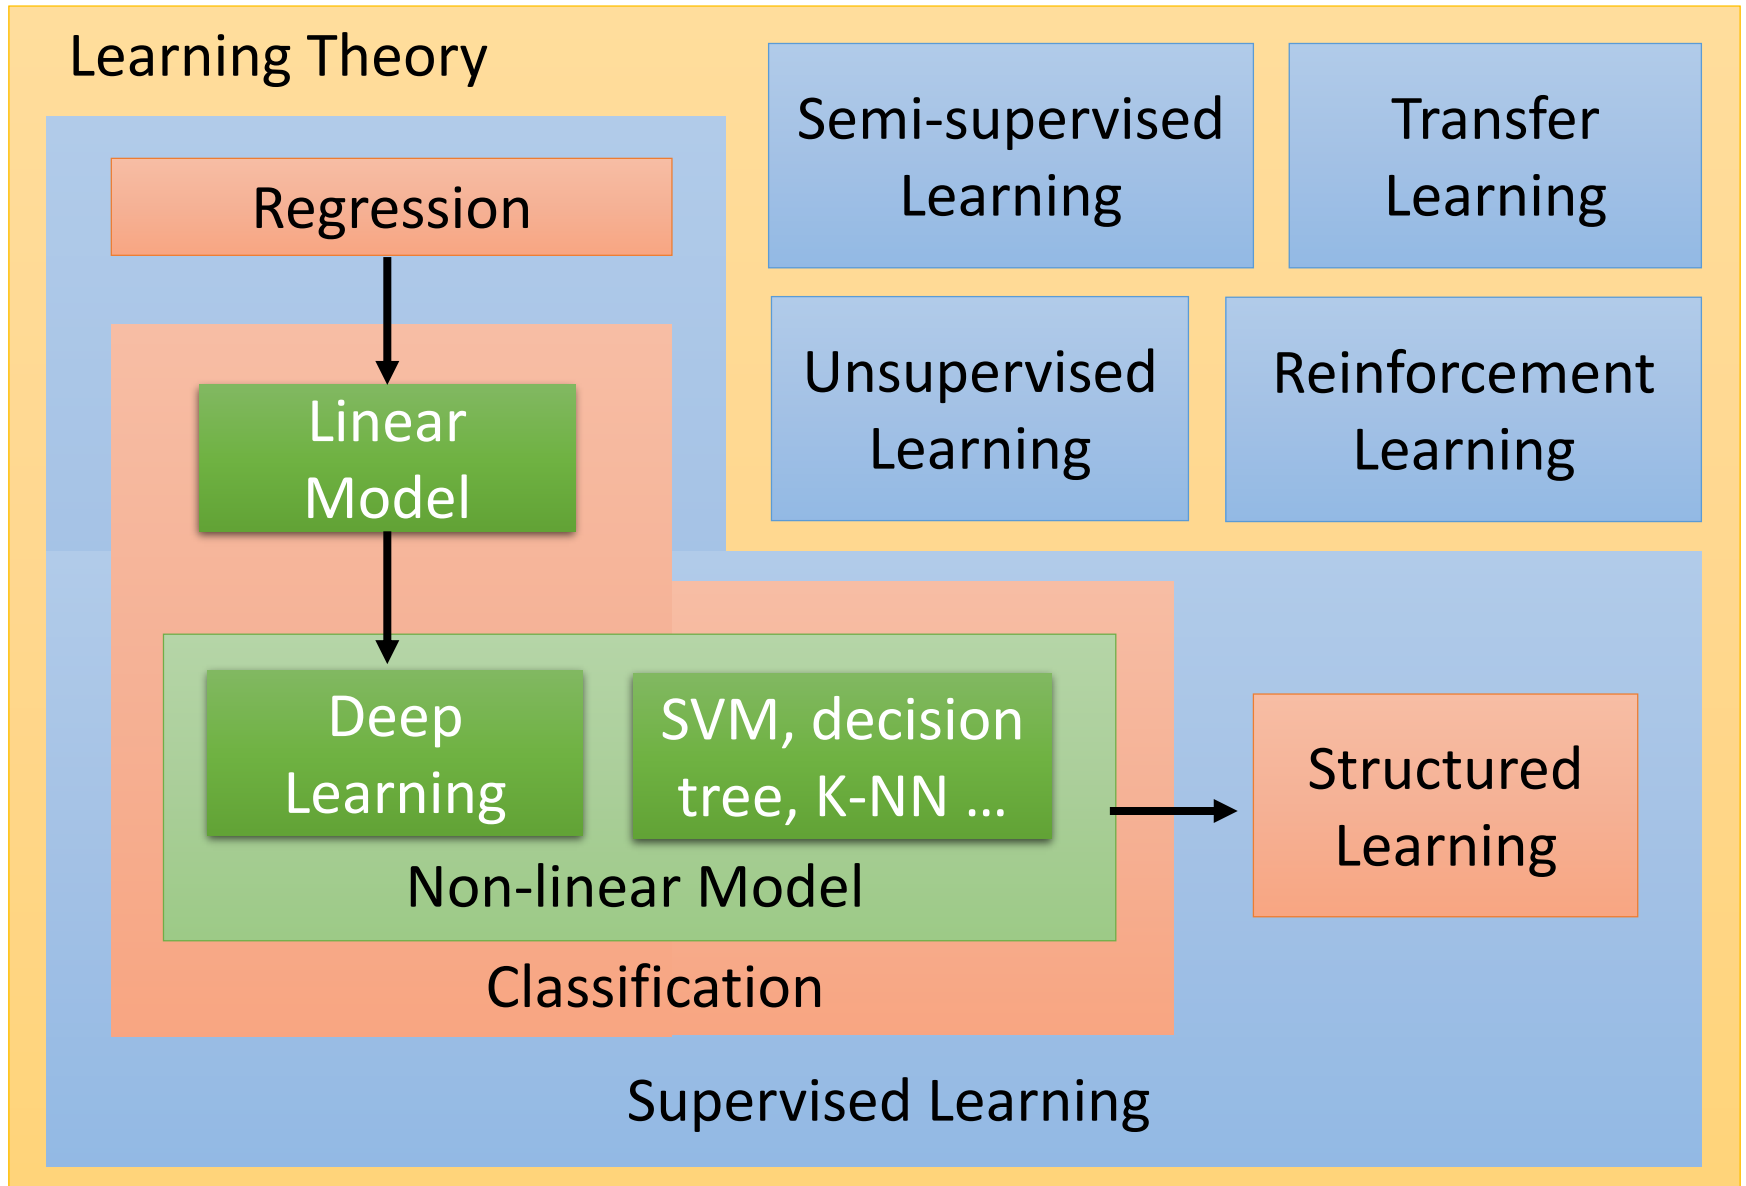 Learning Theory
Semi-supervised
Learning
Transfer
Learning
Regression
Unsupervised
Learning
Reinforcement
Learning
Linear
Model
Deep
Learning
SVM, decision
tree, K-NN ...
Non-linear Model
Classification
Structured
Learning
Supervised Learning